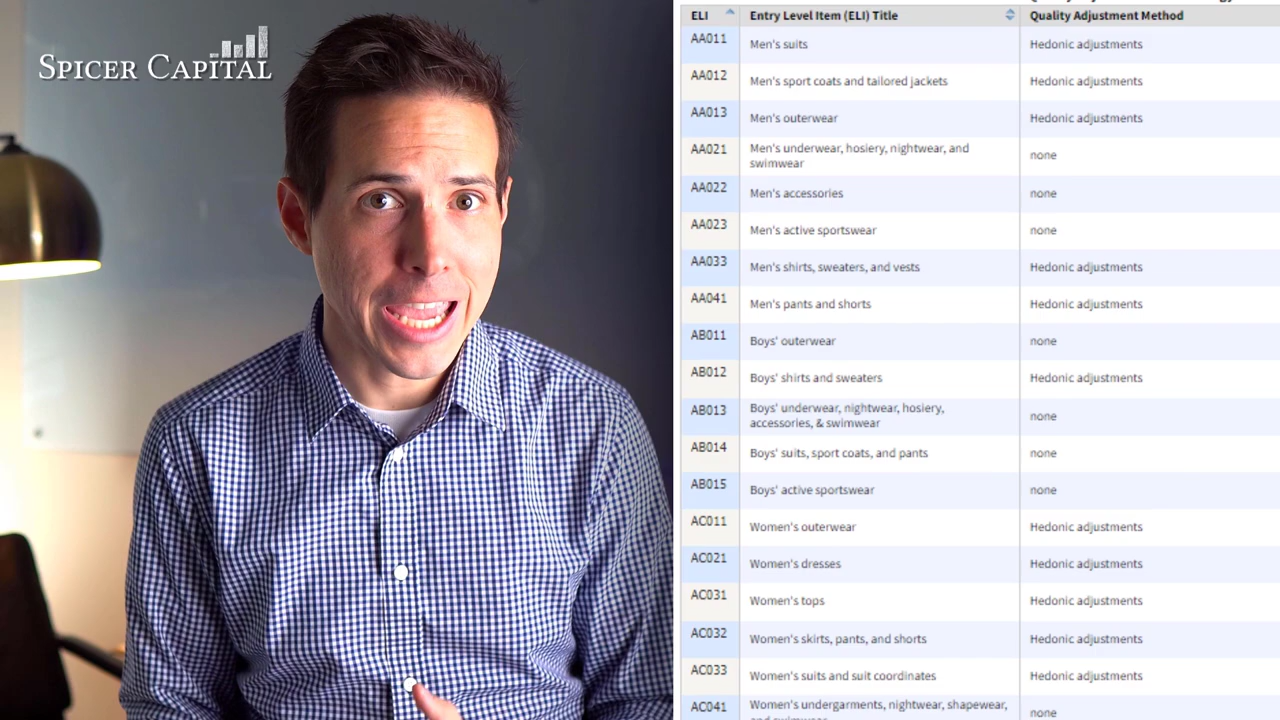 SPICER CAPITAL
ELI Entry Level Item (ELI) Title Quality Adjustment Method
AA011 Men's suits Hedonic adjustments
AA012 Men's sport coats and tailored jackets Hedonic adjustments
AA013 Men's outerwear Hedonic adjustments
AA021 Men's underwear, hosiery, nightwear, and
swimwear none
AA022 Men's accessories none
AA023 Men's active sportswear none
AA033 Men's shirts, sweaters, and vests Hedonic adjustments
AA041 Men's pants and shorts Hedonic adjustments
AB011 Boys' outerwear none
AB012 Boys' shirts and sweaters Hedonic adjustments
AB013 Boys' underwear, nightwear, hosiery,
accessories, & swimwear none
AB014 Boys' suits, sport coats, and pants none
AB015 Boys' active sportswear none
AC011 Women's outerwear Hedonic adjustments
AC021 Women's dresses Hedonic adjustments
AC031 Women's tops Hedonic adjustments
AC032 Women's skirts, pants, and shorts Hedonic adjustments
AC033 Women's suits and suit coordinates Hedonic adjustments
AC041 Women's undergarments, nightwear, shapewear, none